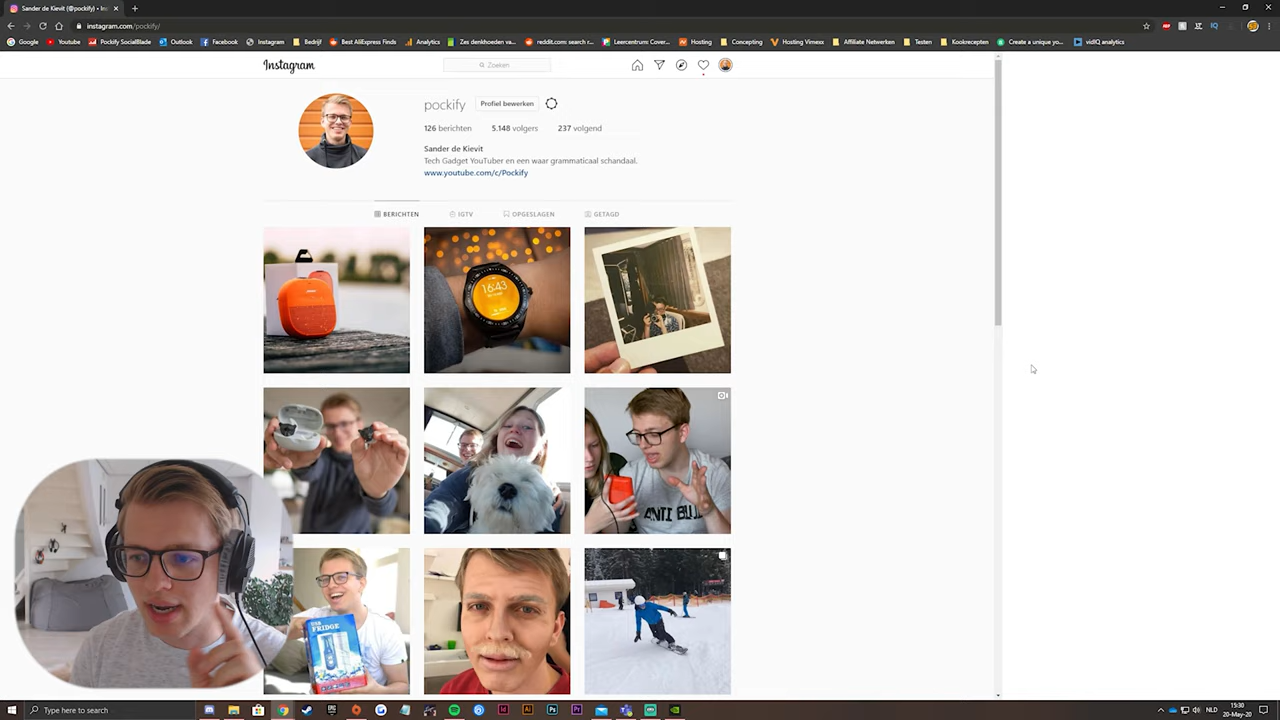 Sander de Kievit (@pockify) • Ins
instagram.com/pockify/
Google
Youtube
Pockify SocialBlade
Outlook
Facebook
Instagram
Bedrijf
Best AliExpress Finds
Analytics
Zes denkhoeden va...
reddit.com: search r...
Leercentrum: Cover...
Hosting
Concepting
Hosting Vimexx
Affiliate Netwerken
Testen
Kookrecepten
Create a unique yo...
vidIQ analytics
Instagram
Zoeken
pockify
Profiel bewerken
126 berichten 5.148 volgers 237 volgend
Sander de Kievit
Tech Gadget YouTuber en een waar grammaticaal schandaal.
www.youtube.com/c/Pockify
BERICHTEN
IGTV
OPGESLAGEN
GETAGD
16:43
ANTI BLU
USB
FRIDGE
Type here to search
NLD
15:30
20-May-20